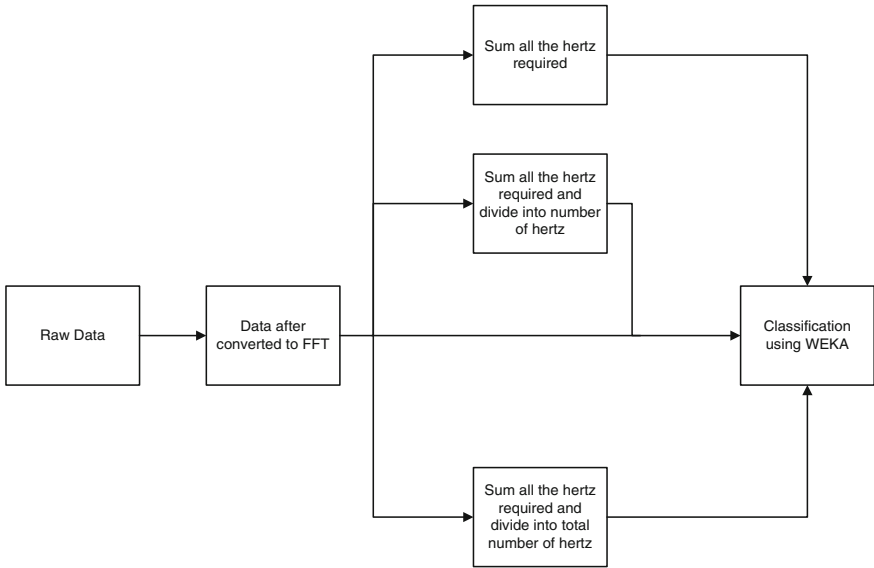 Sum all the hertz
required
Sum all the hertz
required and
divide into number
of hertz
Raw Data
Data after
converted to FFT
Classification
using WEKA
Sum all the hertz
required and
divide into total
number of hertz